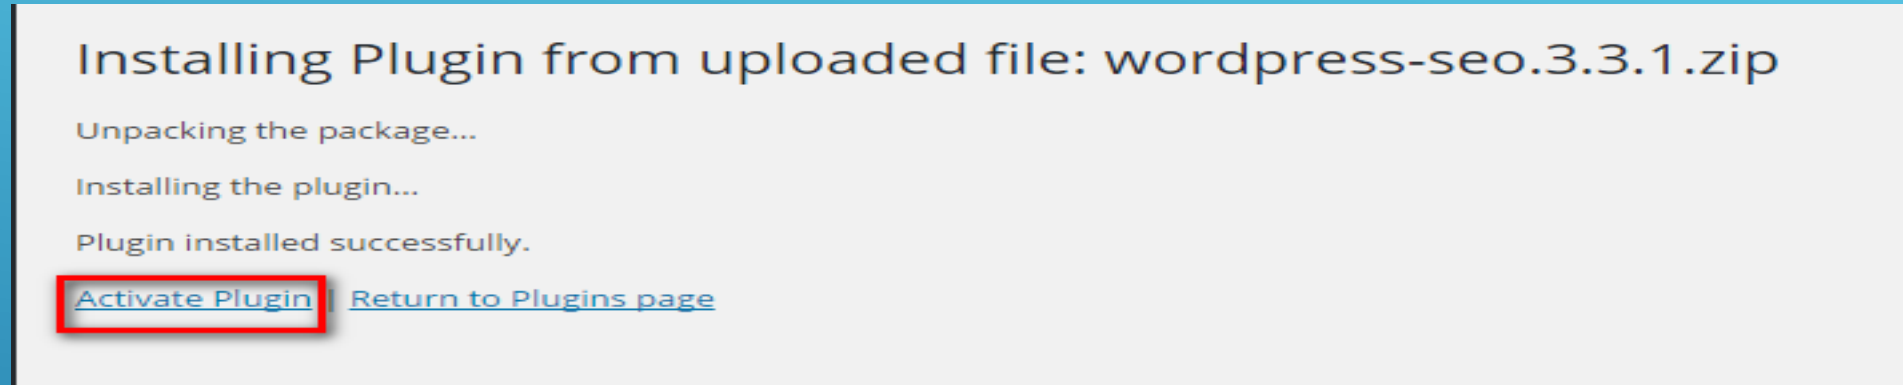 Installing Plugin from uploaded file: wordpress-seo.3.3.1.zip
Unpacking the package...
Installing the plugin...
Plugin installed successfully.
Activate Plugin | Return to Plugins page